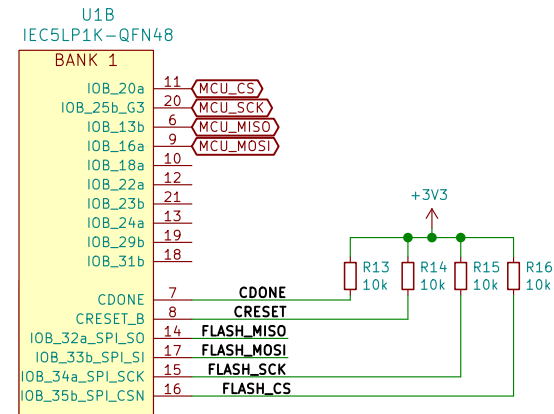 U1B
IEC5LP1K-QFN48
BANK 1
IOB_20a 11 MCU_CS
IOB_25b_G3 20 MCU_SCK
IOB_13b 6 MCU_MISO
IOB_16a 9 MCU_MOSI
IOB_18a 10
IOB_22a 12
IOB_23b 21
IOB_24a 13
IOB_29b 19
IOB_31b 18
+3V3
R13 10k
R14 10k
R15 10k
R16 10k
CDONE 7 CDONE
CRESET_B 8 CRESET
IOB_32a_SPI_SO 14 FLASH_MISO
IOB_33b_SPI_SI 17 FLASH_MOSI
IOB_34a_SPI_SCK 15 FLASH_SCK
IOB_35b_SPI_CSN 16 FLASH_CS